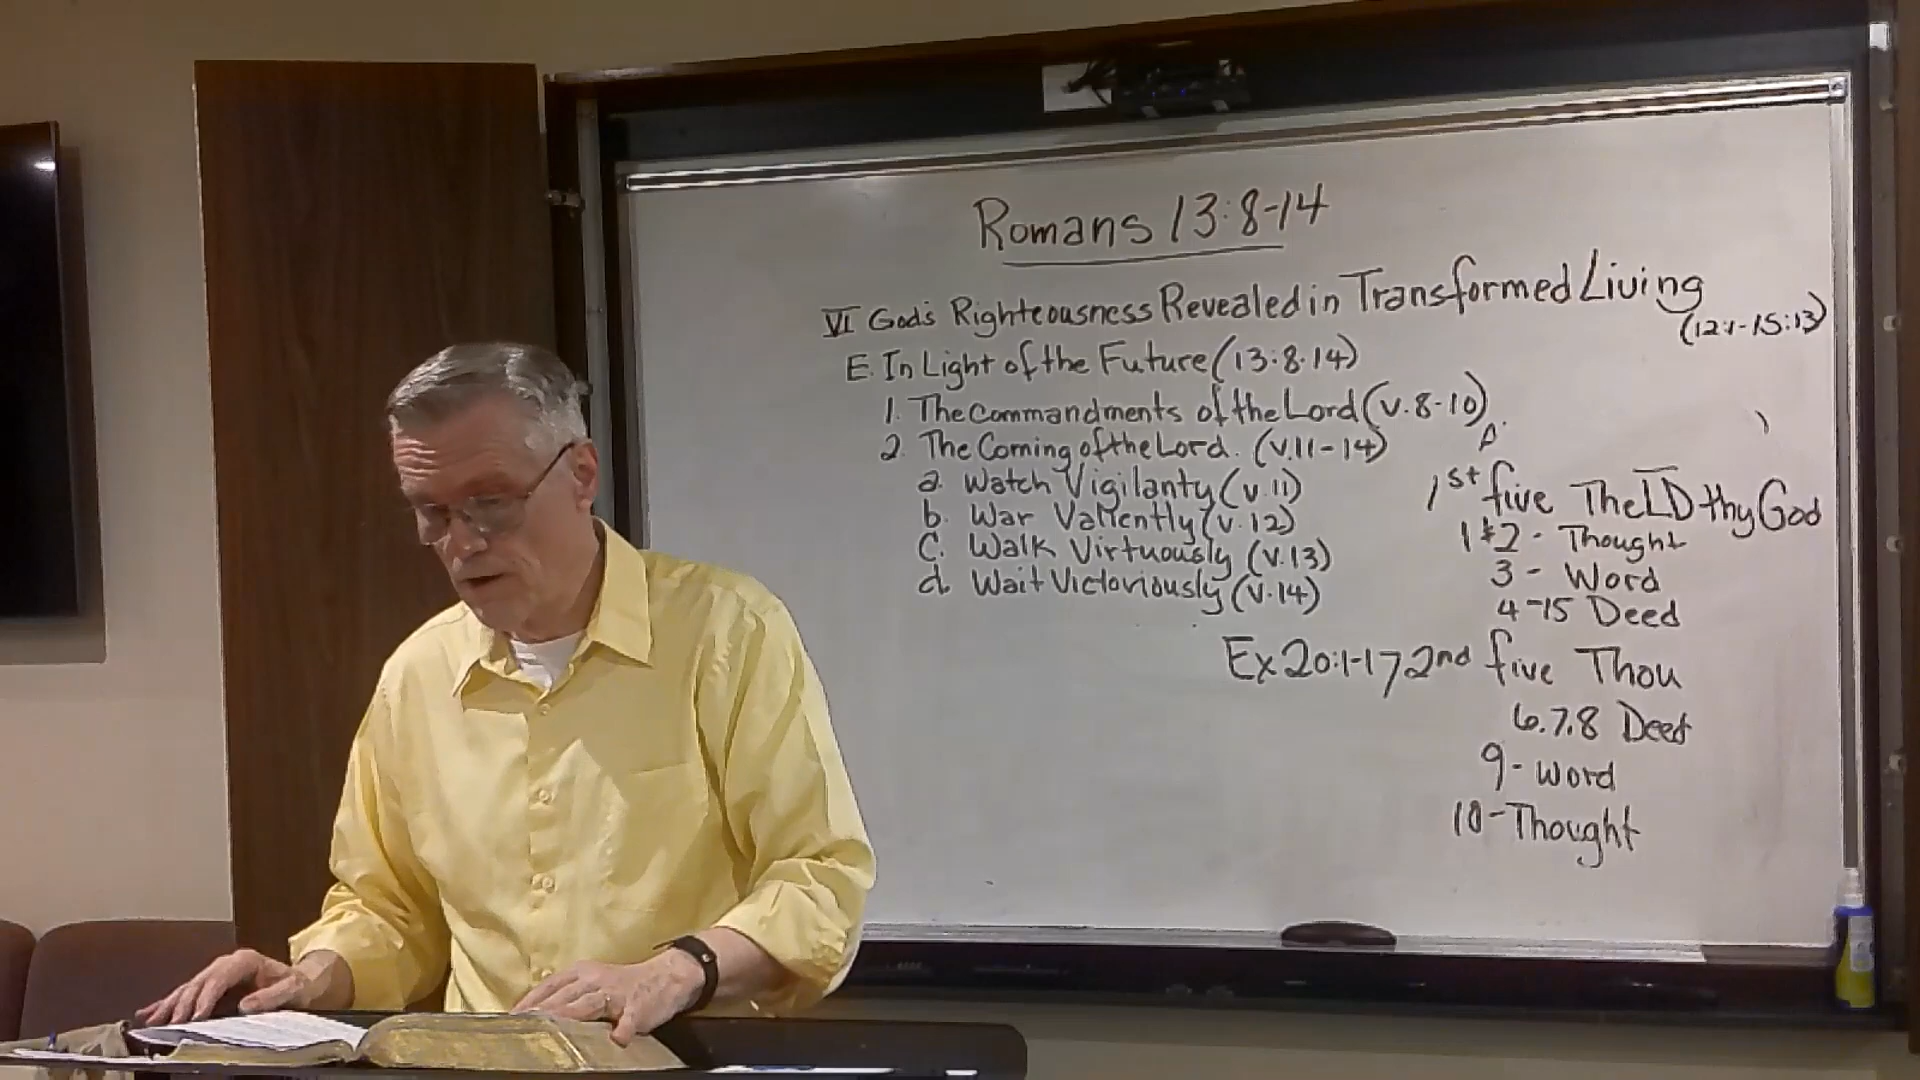 Romans 13:8-14
VI God's Righteousness Revealed in Transformed Living
(12:1-15:13)
E. In Light of the Future (13:8-14)
1. The Commandments of the Lord (v.8-10)
2. The Coming of the Lord. (v.11-14)
a. Watch Vigilanty (v.11)
b. War Valiently (v.12)
c. Walk Virtuously (v.13)
d. Wait Victoriously (v.14)
1st five The LD thy God
1&2 - Thought
3 - Word
4-15 Deed
Ex 20:1-17 2nd five Thou
6.7.8 Deed
9- Word
10-Thought